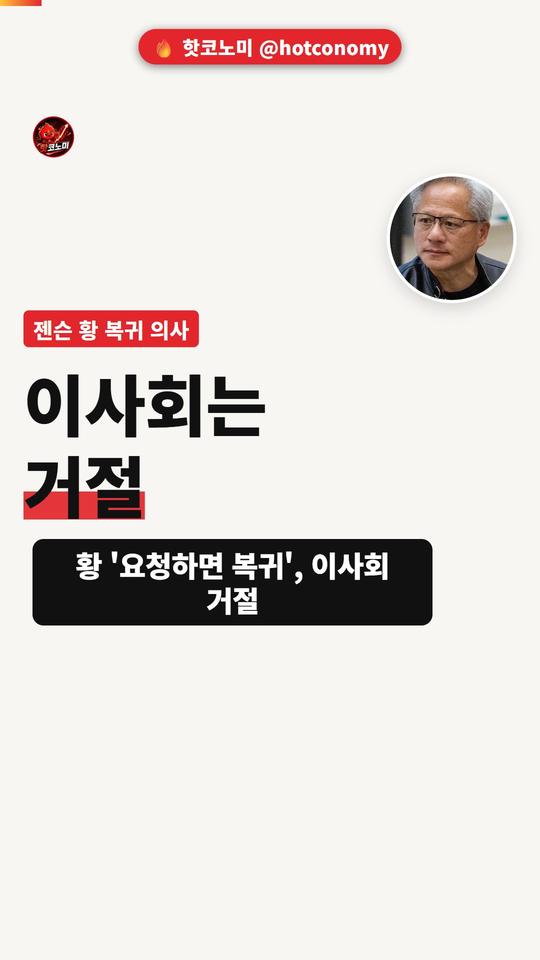 핫코노미 @hotconomy
핫코노미
젠슨 황 복귀 의사
이사회는
거절
황 '요청하면 복귀', 이사회
거절